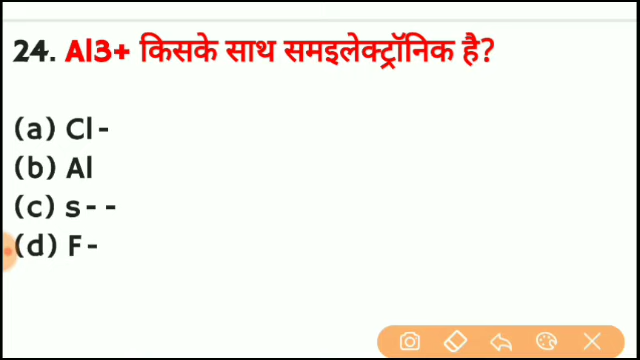 24. Al3+ किसके साथ समइलेक्ट्रॉनिक है?
(a) Cl-
(b) Al
(c) s- -
(d) F-